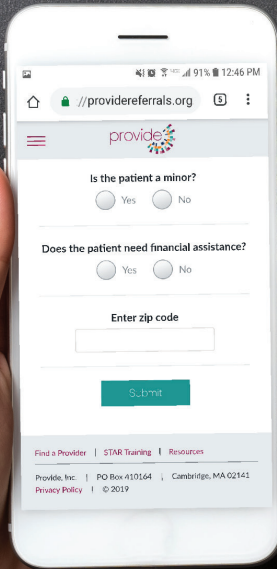 91% 12:46 PM
://providereferrals.org 5
provide
Is the patient a minor?
Yes No
Does the patient need financial assistance?
Yes No
Enter zip code
Submit
Find a Provider | STAR Training | Resources
Provide, Inc. | PO Box 410164 | Cambridge, MA 02141
Privacy Policy | © 2019